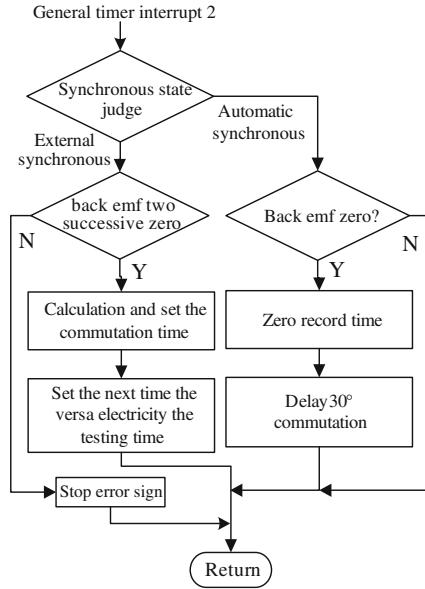 General timer interrupt 2
Synchronous state
judge
External
synchronous
Automatic
synchronous
back emf two
successive zero
Back emf zero?
N
Y
Y
N
Calculation and set the
commutation time
Zero record time
Set the next time the
versa electricity the
testing time
Delay30°
commutation
Stop error sign
Return